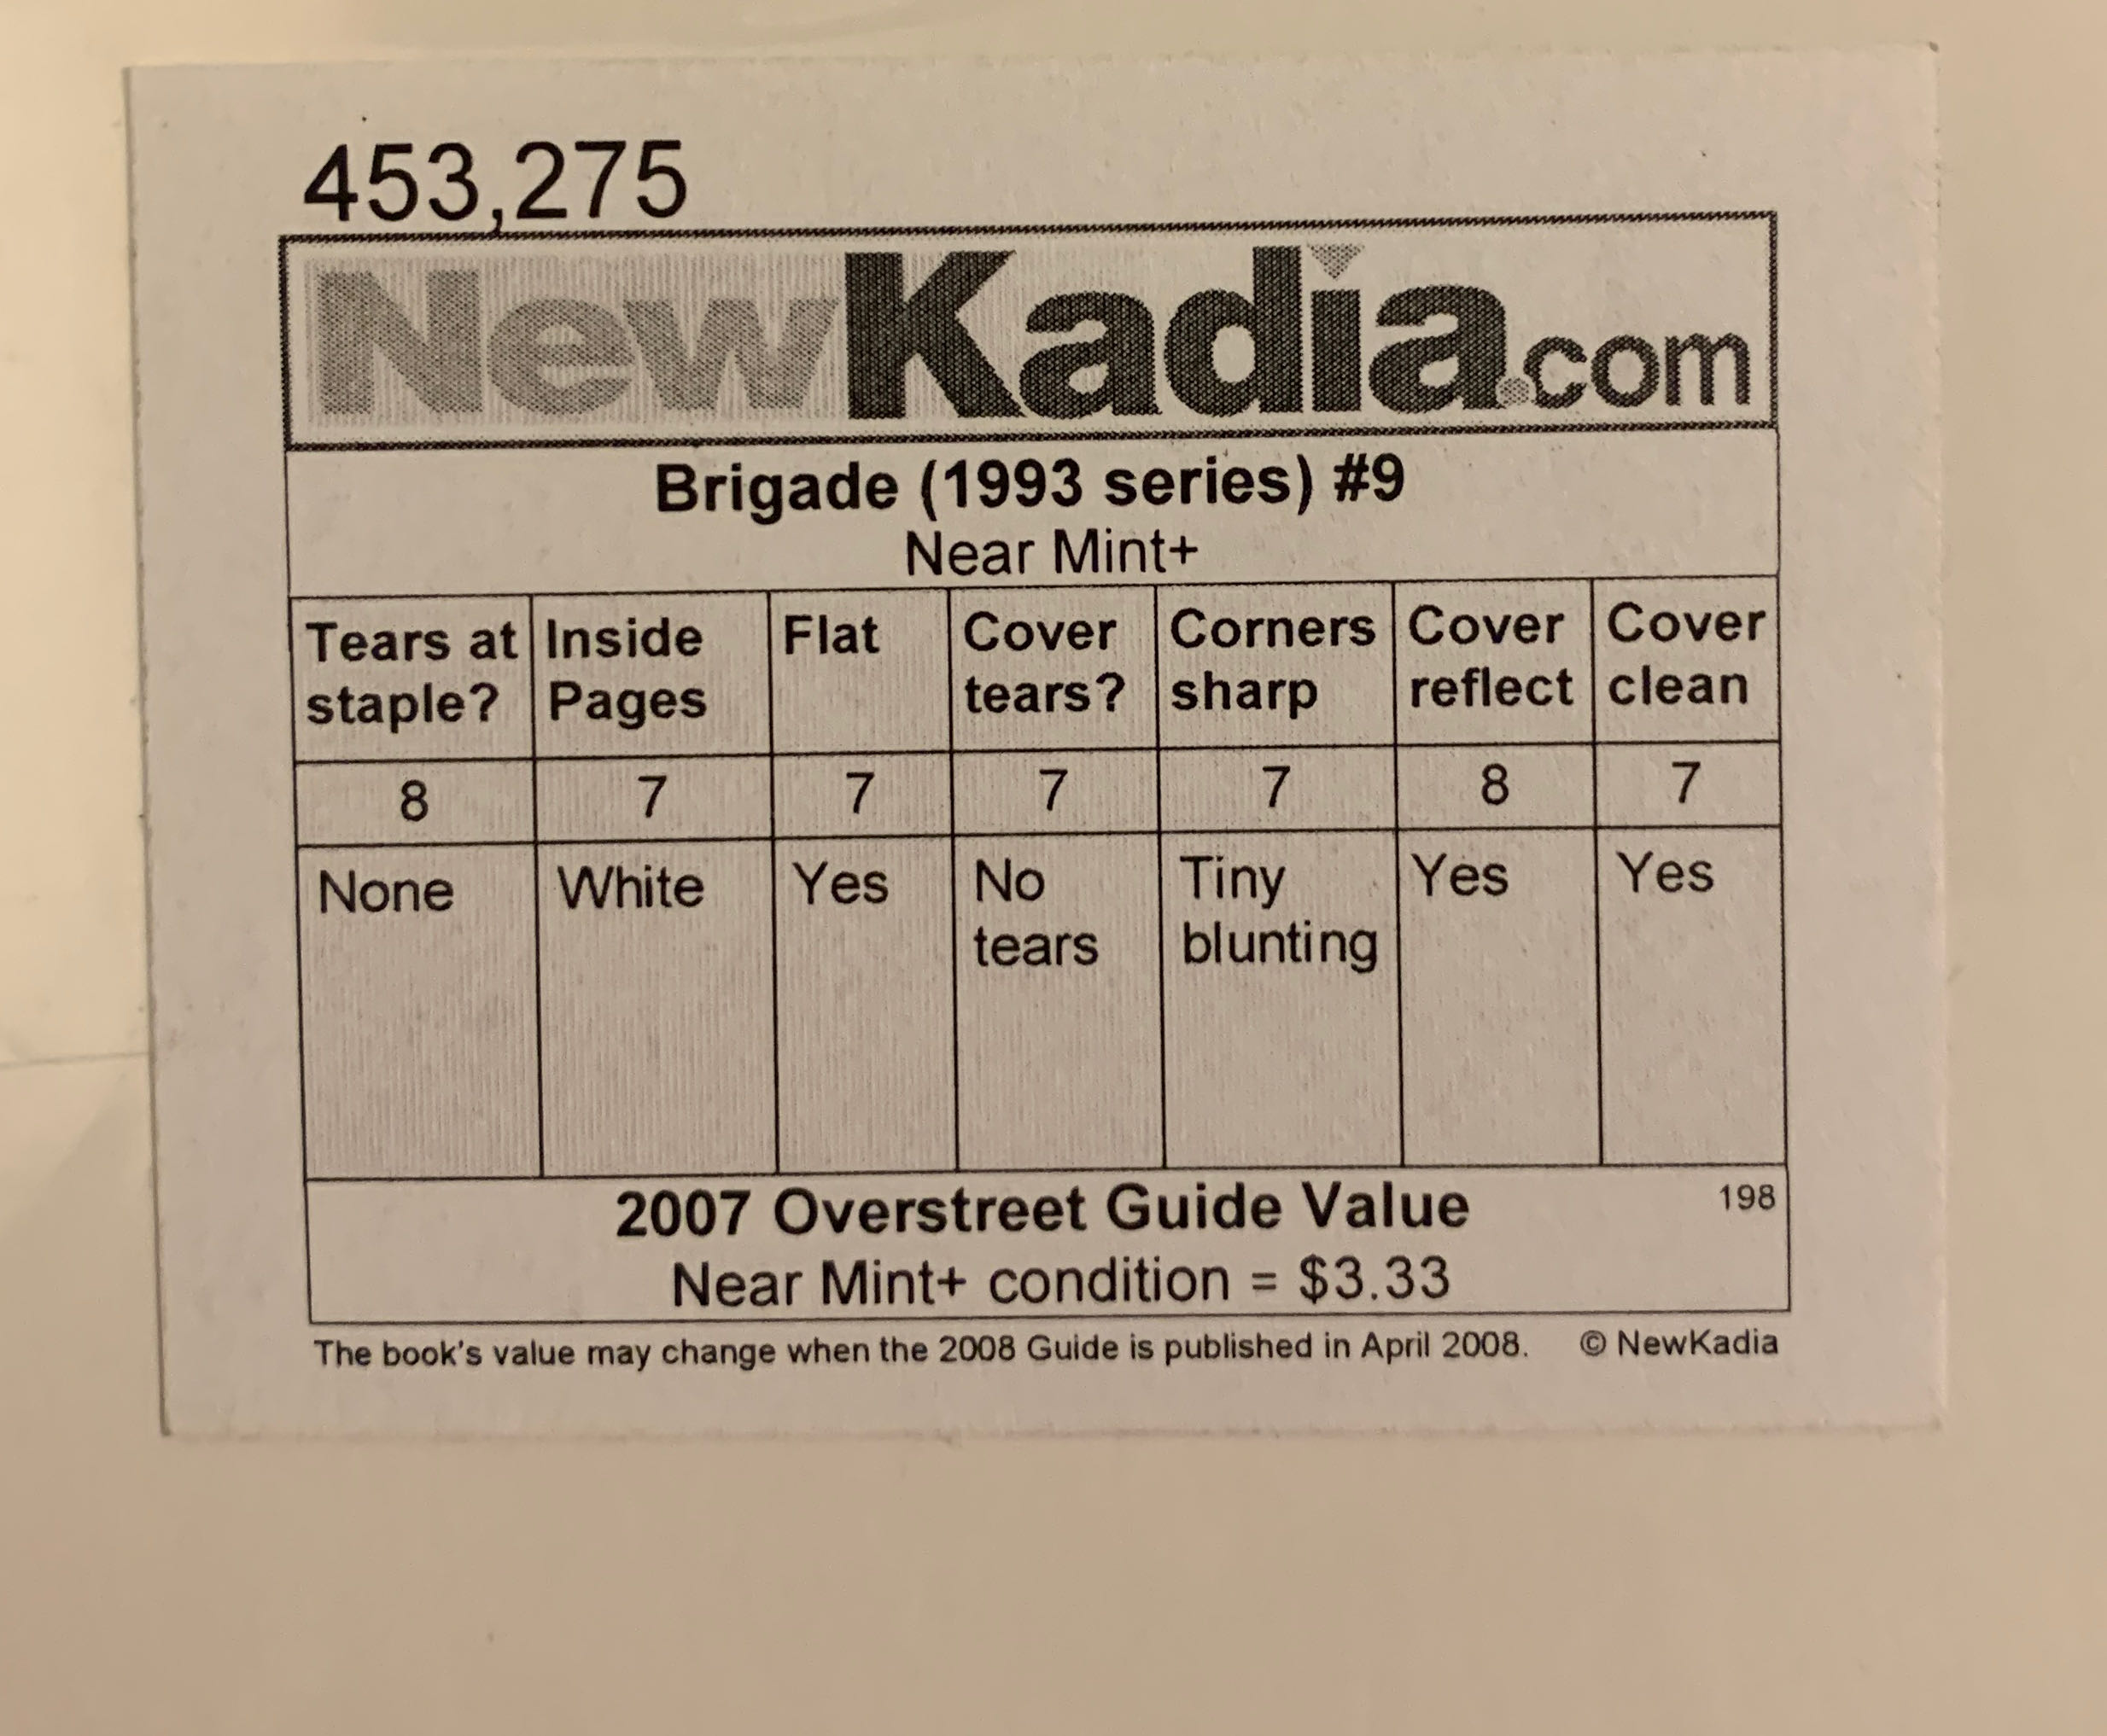 453,275
NewKadia.com
Brigade (1993 series) #9
Near Mint+
Tears at staple? Inside Pages Flat Cover tears? Corners sharp Cover reflect Cover clean
8 7 7 7 7 8 7
None White Yes No tears Tiny blunting Yes Yes
2007 Overstreet Guide Value 198
Near Mint+ condition = $3.33
The book's value may change when the 2008 Guide is published in April 2008. © NewKadia